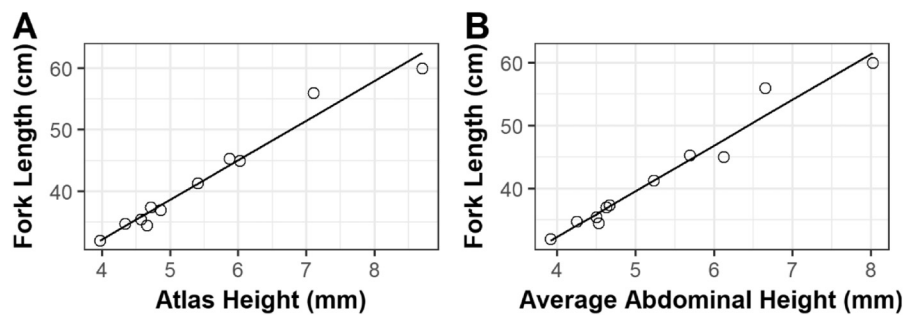 A
Fork Length (cm)
60
50
40
4 5 6 7 8
Atlas Height (mm)
B
Fork Length (cm)
60
50
40
4 5 6 7 8
Average Abdominal Height (mm)